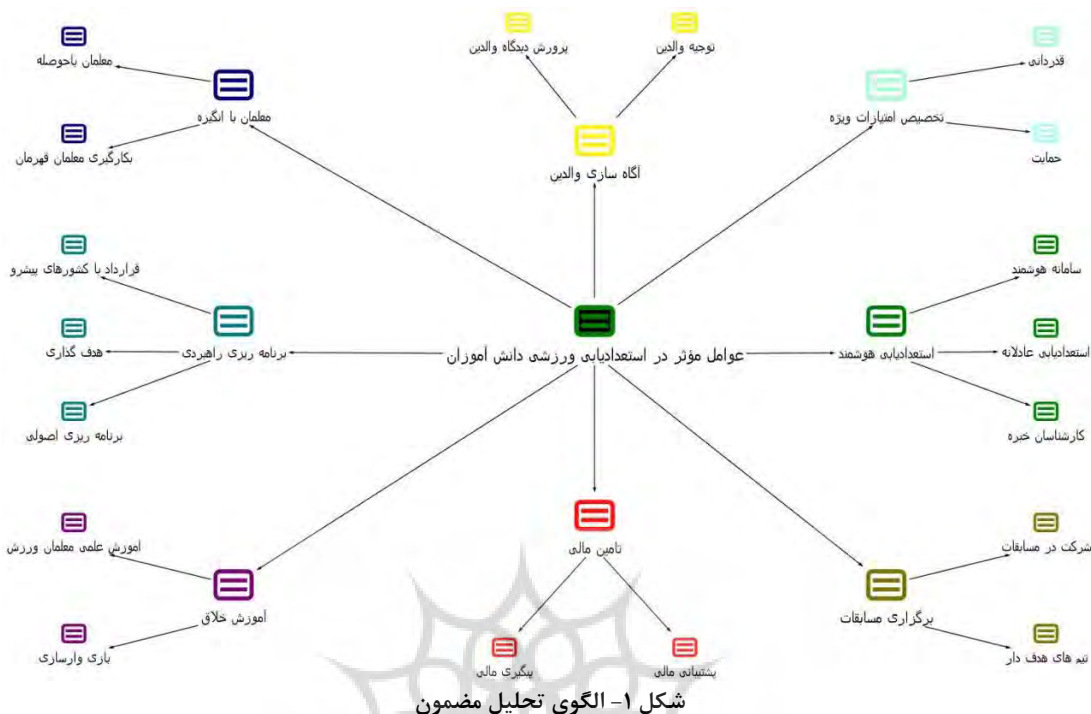 پرورش دیدگاه والدین
توجیه والدین
آگاه سازی والدین
قدردانی
تخصیص امتیازات ویژه
حمایت
معلمان باحوصله
معلمان با انگیزه
بکارگیری معلمان قهرمان
سامانه هوشمند
استعدادیابی هوشمند
استعدادیابی عادلانه
کارشناسان خبره
عوامل مؤثر در استعدادیابی ورزشی دانش آموزان
قرارداد با کشورهای پیشرو
برنامه ریزی راهبردی
هدف گذاری
برنامه ریزی اصولی
شرکت در مسابقات
برگزاری مسابقات
تیم های هدف دار
تامین مالی
پشتیبانی مالی
پیگیری مالی
آموزش علمی معلمان ورزش
آموزش خلاق
بازی وارسازی
شکل ۱- الگوی تحلیل مضمون